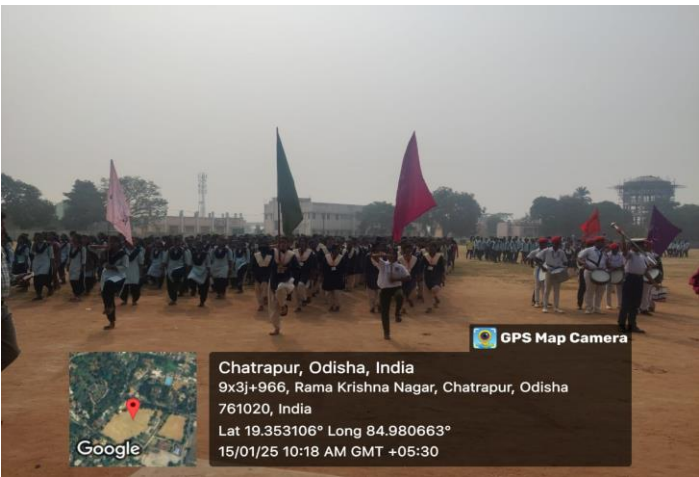 GPS Map Camera
Chatrapur, Odisha, India
9x3j+966, Rama Krishna Nagar, Chatrapur, Odisha
761020, India
Lat 19.353106° Long 84.980663°
15/01/25 10:18 AM GMT +05:30
Google